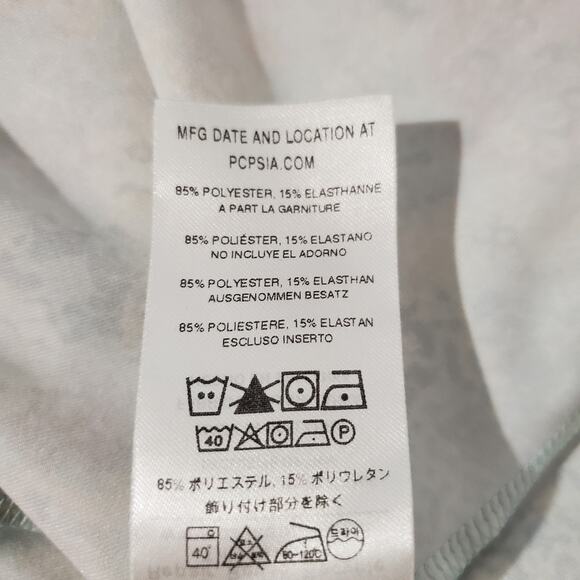 MFG DATE AND LOCATION AT
PCPSIA.COM
85% POLYESTER, 15% ELASTHANNE
A PART LA GARNITURE
85% POLIÉSTER, 15% ELASTANO
NO INCLUYE EL ADORNO
85% POLYESTER, 15% ELASTHAN
AUSGENOMMEN BESATZ
85% POLIESTERE, 15% ELASTAN
ESCLUSO INSERTO
40 P
85% ポリエステル, 15% ポリウレタン
飾り付け部分を除く
40° 80~120°C 드라이